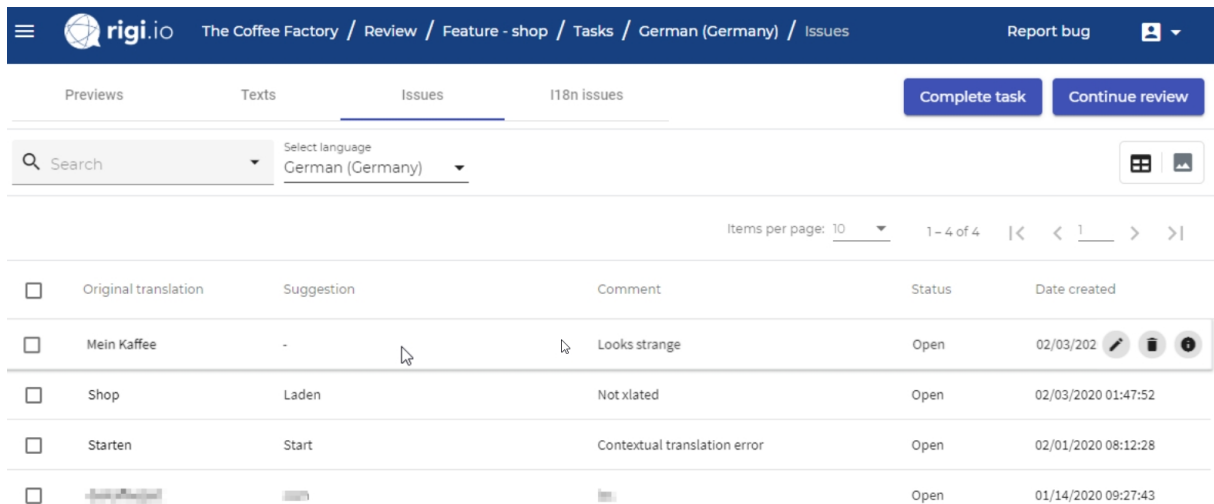 rigi.io The Coffee Factory / Review / Feature - shop / Tasks / German (Germany) / Issues Report bug
Previews Texts Issues I18n issues Complete task Continue review
Search Select language
German (Germany)
Items per page: 10 1 – 4 of 4 1
Original translation Suggestion Comment Status Date created
Mein Kaffee - Looks strange Open 02/03/202
Shop Laden Not xlated Open 02/03/2020 01:47:52
Starten Start Contextual translation error Open 02/01/2020 08:12:28
Open 01/14/2020 09:27:43